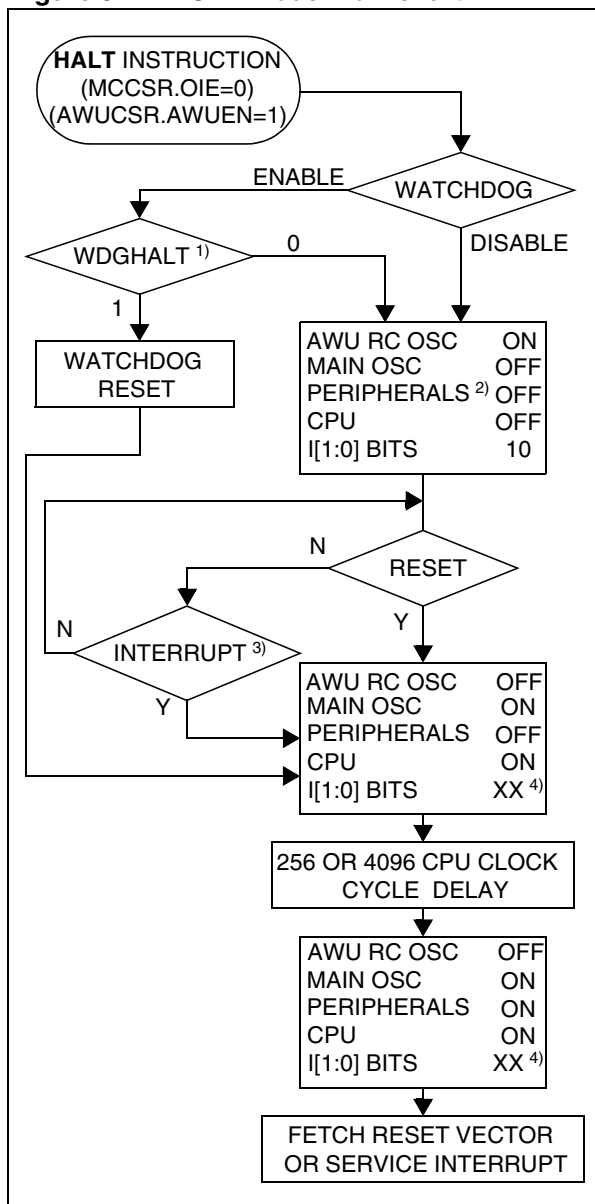 HALT INSTRUCTION
(MCCSR.OIE=0)
(AWUCSR.AWUEN=1)
ENABLE
WATCHDOG
WDGHALT 1)
0
DISABLE
1
WATCHDOG
RESET
AWU RC OSC ON
MAIN OSC OFF
PERIPHERALS 2) OFF
CPU OFF
I[1:0] BITS 10
N
RESET
N
Y
INTERRUPT 3)
Y
AWU RC OSC OFF
MAIN OSC ON
PERIPHERALS OFF
CPU ON
I[1:0] BITS XX 4)
256 OR 4096 CPU CLOCK
CYCLE DELAY
AWU RC OSC OFF
MAIN OSC ON
PERIPHERALS ON
CPU ON
I[1:0] BITS XX 4)
FETCH RESET VECTOR
OR SERVICE INTERRUPT